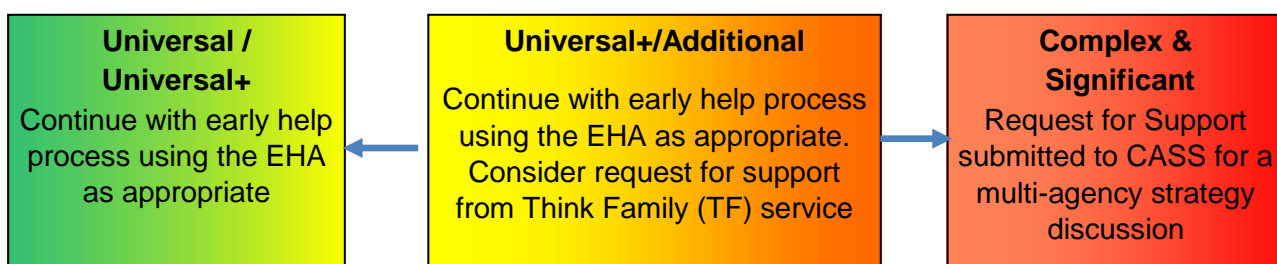 Universal /
Universal+
Continue with early help
process using the EHA
as appropriate
Universal+/Additional
Continue with early help process
using the EHA as appropriate.
Consider request for support
from Think Family (TF) service
Complex &
Significant
Request for Support
submitted to CASS for a
multi-agency strategy
discussion